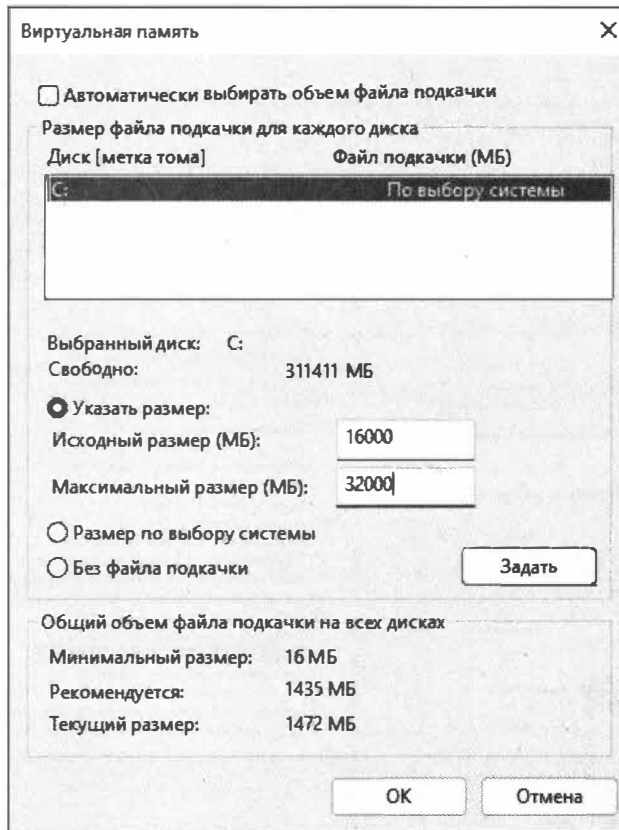 Виртуальная память
Автоматически выбирать объем файла подкачки
Размер файла подкачки для каждого диска
Диск [метка тома] Файл подкачки (МБ)
C: По выбору системы
Выбранный диск: C:
Свободно: 311411 МБ
Указать размер:
Исходный размер (МБ): 16000
Максимальный размер (МБ): 32000
Размер по выбору системы
Без файла подкачки Задать
Общий объем файла подкачки на всех дисках
Минимальный размер: 16 МБ
Рекомендуется: 1435 МБ
Текущий размер: 1472 МБ
ОК Отмена